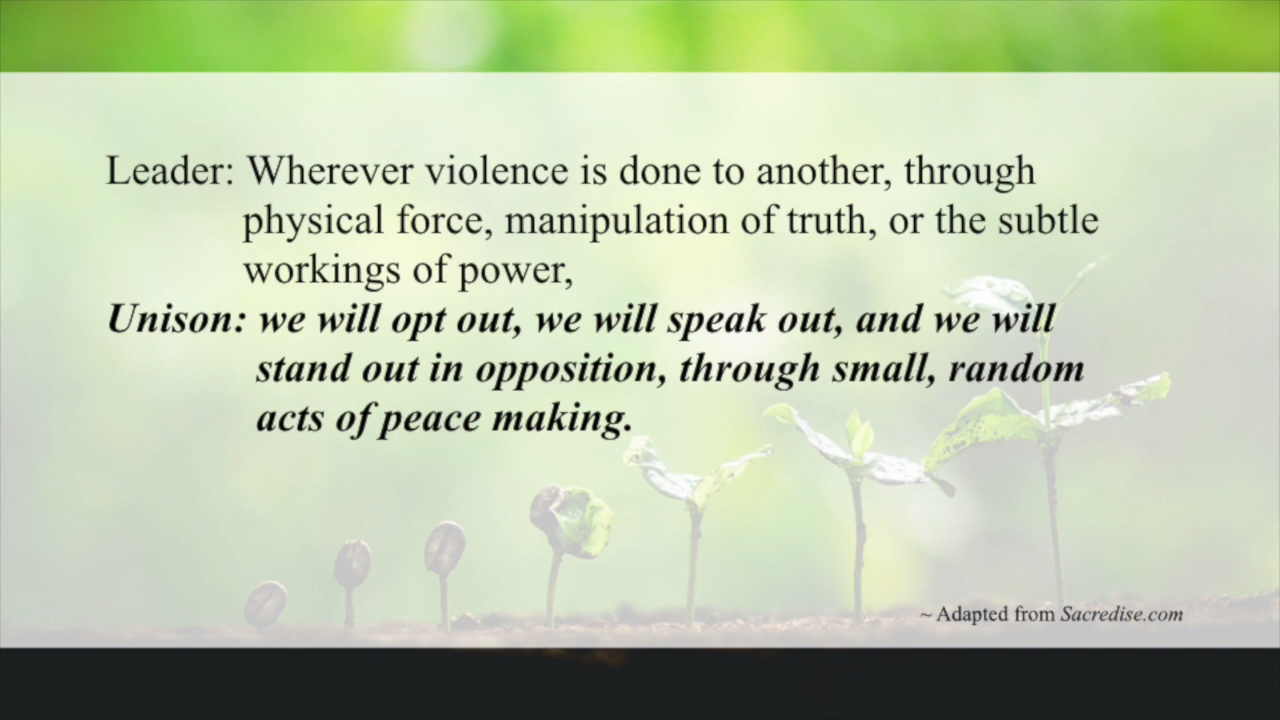 Leader: Wherever violence is done to another, through
physical force, manipulation of truth, or the subtle
workings of power,
Unison: we will opt out, we will speak out, and we will
stand out in opposition, through small, random
acts of peace making.
~ Adapted from Sacredise.com